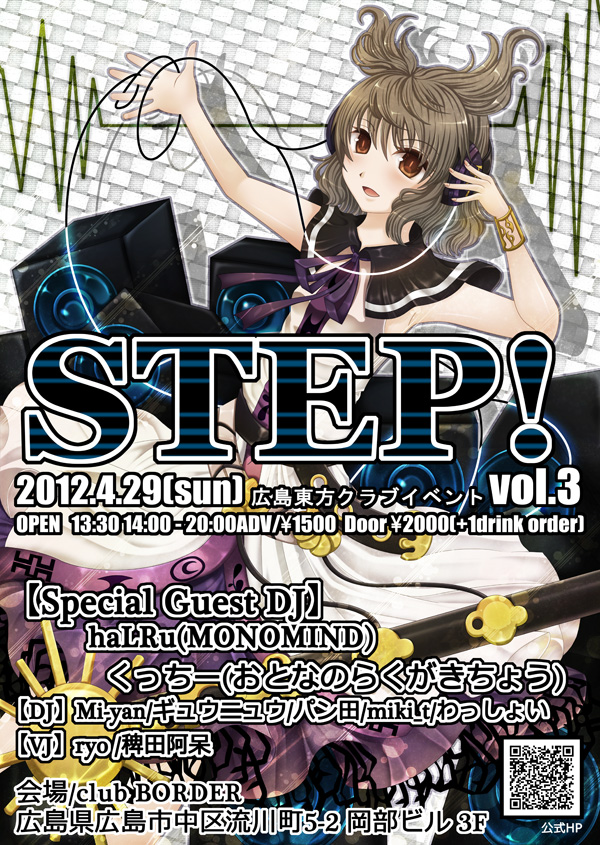 STEP!
2012.4.29(sun) 広島東方クラブイベント vol.3
OPEN 13:30 14:00 - 20:00ADV/¥1500 Door ¥2000(+1drink order)
【Special Guest DJ】
haLRu(MONOMIND)
くっちー(おとなのらくがきちょう)
【DJ】Mi-yan/ギュウニュウ/パン田/miki_t/わっしょい
【VJ】ryo/稗田阿呆
会場/club BORDER
広島県広島市中区流川町5-2 岡部ビル 3F
公式HP